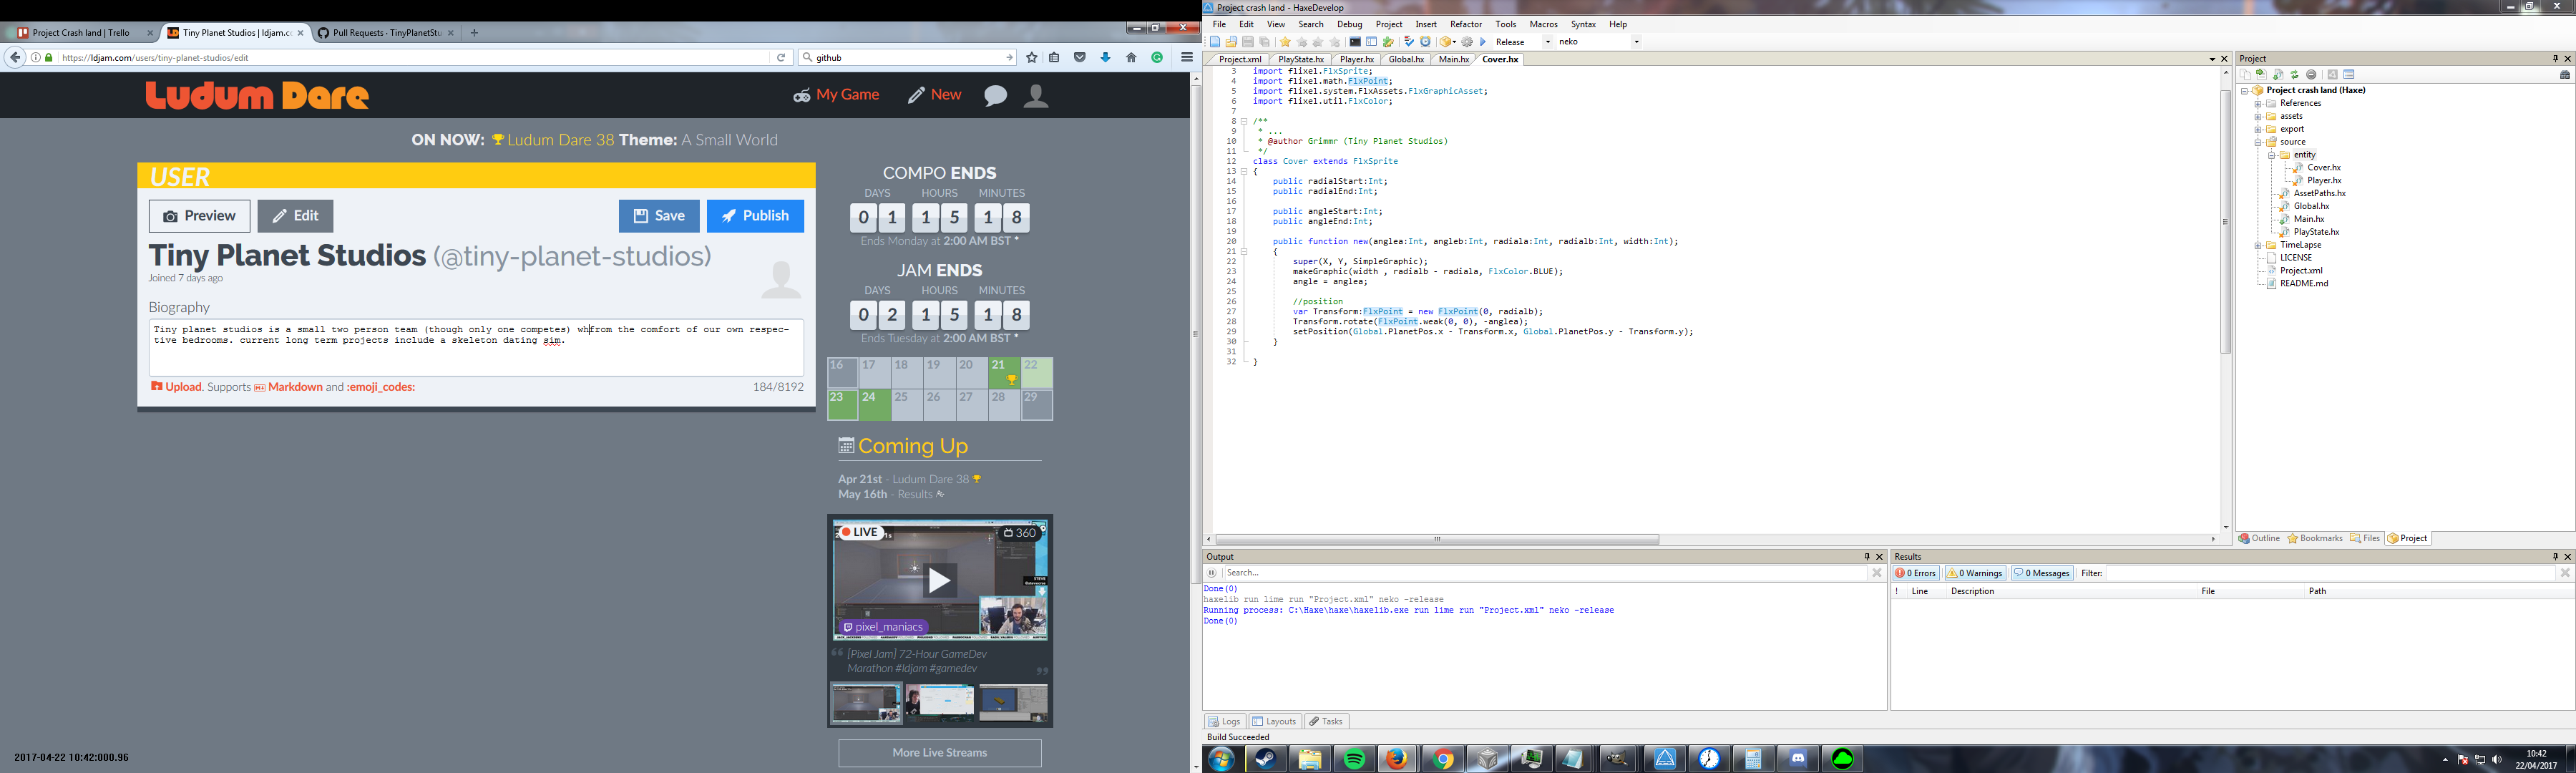 Project Crash land | Trello
Tiny Planet Studios | ldjam.cc
Pull Requests · TinyPlanetStu
https://ldjam.com/users/tiny-planet-studios/edit
github
LUDUM DARE
My Game
New
ON NOW: Ludum Dare 38 Theme: A Small World
USER
Preview
Edit
Save
Publish
Tiny Planet Studios (@tiny-planet-studios)
Joined 7 days ago
Biography
Tiny planet studios is a small two person team (though only one competes) whfrom the comfort of our own respec-
tive bedrooms. current long term projects include a skeleton dating sim.
Upload. Supports Markdown and :emoji_codes:
184/8192
COMPO ENDS
DAYS HOURS MINUTES
0 1 1 5 1 8
Ends Monday at 2:00 AM BST *
JAM ENDS
DAYS HOURS MINUTES
0 2 1 5 1 8
Ends Tuesday at 2:00 AM BST *
16 17 18 19 20 21 22
23 24 25 26 27 28 29
Coming Up
Apr 21st - Ludum Dare 38
May 16th - Results
LIVE
360
pixel_maniacs
[Pixel Jam] 72-Hour GameDev
Marathon #ldjam #gamedev
More Live Streams
2017-04-22 10:42:000.96
Project crash land - HaxeDevelop
File Edit View Search Debug Project Insert Refactor Tools Macros Syntax Help
Release
neko
Project.xml PlayState.hx Player.hx Global.hx Main.hx Cover.hx
3 import flixel.FlxSprite;
4 import flixel.math.FlxPoint;
5 import flixel.system.FlxAssets.FlxGraphicAsset;
6 import flixel.util.FlxColor;
7
8 /**
9 * ...
10 * @author Grimmr (Tiny Planet Studios)
11 */
12 class Cover extends FlxSprite
13 {
14 public radialStart:Int;
15 public radialEnd:Int;
16
17 public angleStart:Int;
18 public angleEnd:Int;
19
20 public function new(anglea:Int, angleb:Int, radiala:Int, radialb:Int, width:Int);
21 {
22 super(X, Y, SimpleGraphic);
23 makeGraphic(width , radialb - radiala, FlxColor.BLUE);
24 angle = anglea;
25
26 //position
27 var Transform:FlxPoint = new FlxPoint(0, radialb);
28 Transform.rotate(FlxPoint.weak(0, 0), -anglea);
29 setPosition(Global.PlanetPos.x - Transform.x, Global.PlanetPos.y - Transform.y);
30 }
31
32 }
Project
Project crash land (Haxe)
References
assets
export
source
entity
Cover.hx
Player.hx
AssetPaths.hx
Global.hx
Main.hx
PlayState.hx
TimeLapse
LICENSE
Project.xml
README.md
Outline Bookmarks Files Project
Output
Search...
Done(0)
haxelib run lime run "Project.xml" neko -release
Running process: C:\Haxe\haxe\haxelib.exe run lime run "Project.xml" neko -release
Done(0)
Results
0 Errors 0 Warnings 0 Messages Filter:
! Line Description File Path
Logs Layouts Tasks
Build Succeeded
10:42
22/04/2017